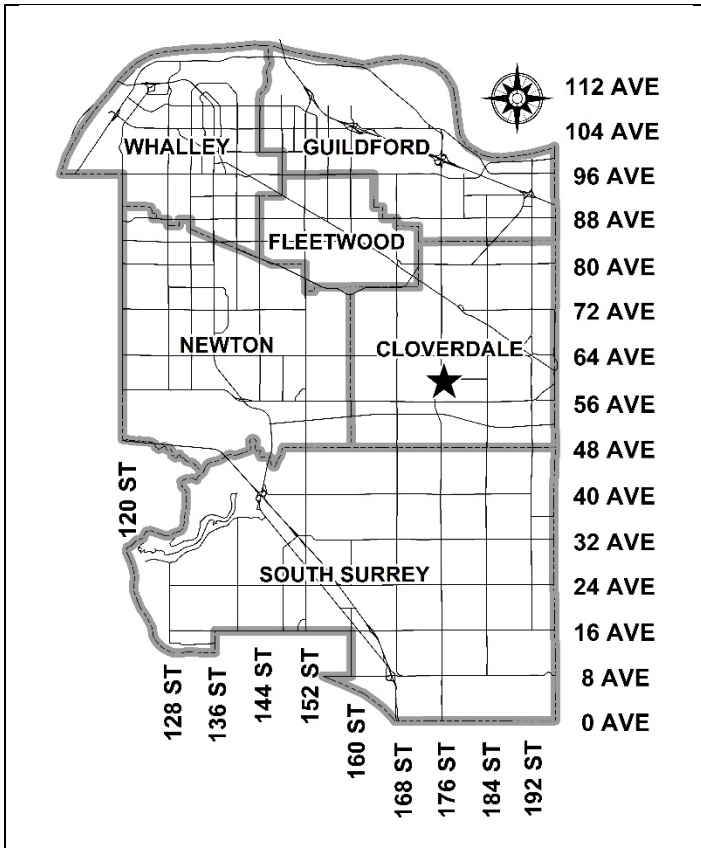 112 AVE
104 AVE
WHALLEY
GUILDFORD
96 AVE
88 AVE
FLEETWOOD
80 AVE
72 AVE
NEWTON
CLOVERDALE
64 AVE
56 AVE
48 AVE
120 ST
40 AVE
32 AVE
SOUTH SURREY
24 AVE
16 AVE
8 AVE
0 AVE
128 ST
136 ST
144 ST
152 ST
160 ST
168 ST
176 ST
184 ST
192 ST